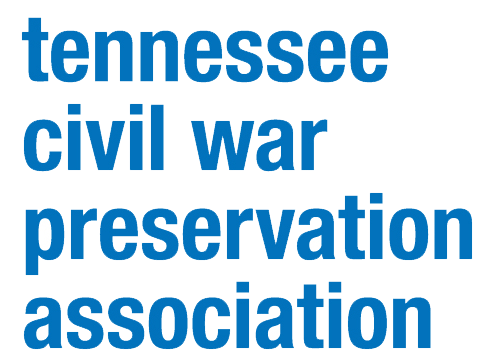 tennessee
civil war
preservation
association